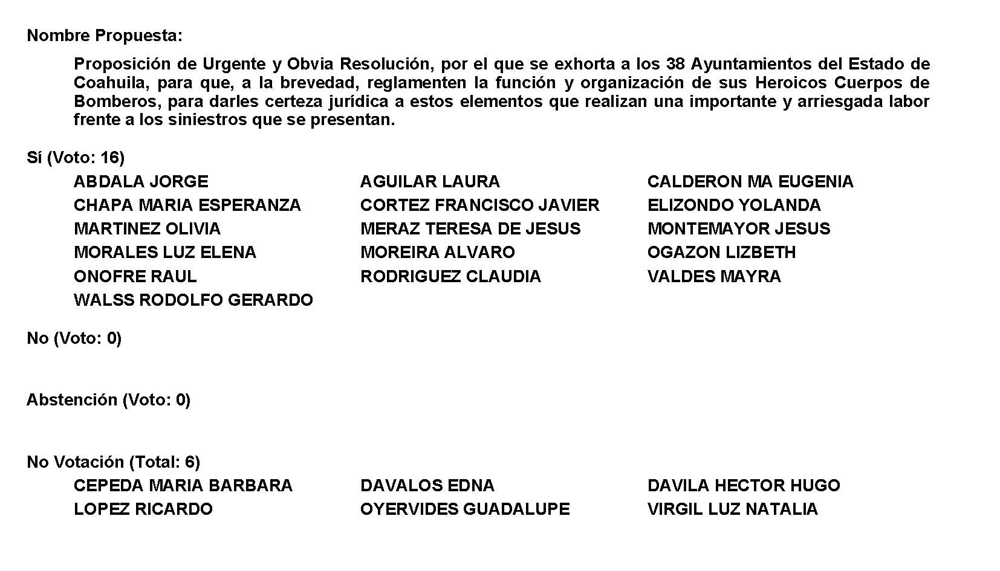 Nombre Propuesta:
Proposición de Urgente y Obvia Resolución, por el que se exhorta a los 38 Ayuntamientos del Estado de
Coahuila, para que, a la brevedad, reglamenten la función y organización de sus Heroicos Cuerpos de
Bomberos, para darles certeza jurídica a estos elementos que realizan una importante y arriesgada labor
frente a los siniestros que se presentan.
Sí (Voto: 16)
ABDALA JORGE AGUILAR LAURA CALDERON MA EUGENIA
CHAPA MARIA ESPERANZA CORTEZ FRANCISCO JAVIER ELIZONDO YOLANDA
MARTINEZ OLIVIA MERAZ TERESA DE JESUS MONTEMAYOR JESUS
MORALES LUZ ELENA MOREIRA ALVARO OGAZON LIZBETH
ONOFRE RAUL RODRIGUEZ CLAUDIA VALDES MAYRA
WALSS RODOLFO GERARDO
No (Voto: 0)
Abstención (Voto: 0)
No Votación (Total: 6)
CEPEDA MARIA BARBARA DAVALOS EDNA DAVILA HECTOR HUGO
LOPEZ RICARDO OYERVIDES GUADALUPE VIRGIL LUZ NATALIA